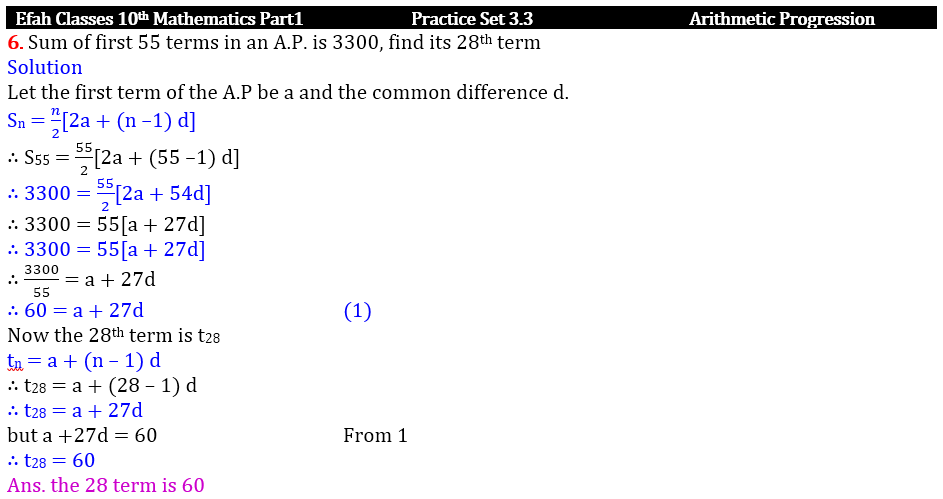 Efah Classes 10th Mathematics Part1 Practice Set 3.3 Arithmetic Progression
6. Sum of first 55 terms in an A.P. is 3300, find its 28th term
Solution
Let the first term of the A.P be a and the common difference d.
Sn = n/2[2a + (n –1) d]
∴ S55 = 55/2[2a + (55 –1) d]
∴ 3300 = 55/2[2a + 54d]
∴ 3300 = 55[a + 27d]
∴ 3300 = 55[a + 27d]
∴ 3300/55 = a + 27d
∴ 60 = a + 27d (1)
Now the 28th term is t28
tn = a + (n – 1) d
∴ t28 = a + (28 – 1) d
∴ t28 = a + 27d
but a +27d = 60 From 1
∴ t28 = 60
Ans. the 28 term is 60